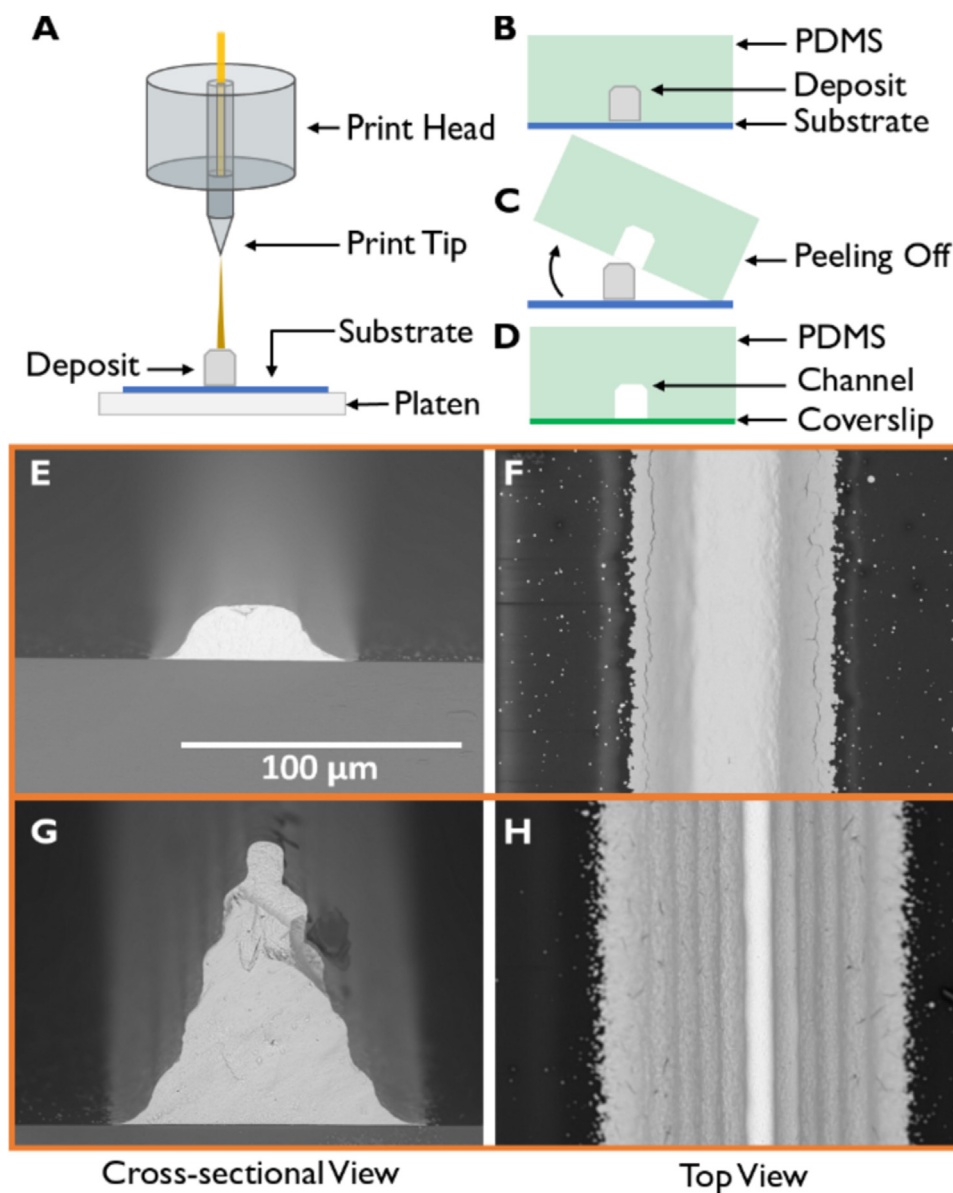 A
Print Head
Print Tip
Substrate
Deposit
Platen
B
PDMS
Deposit
Substrate
C
Peeling Off
D
PDMS
Channel
Coverslip
E
100 μm
F
G
H
Cross-sectional View
Top View